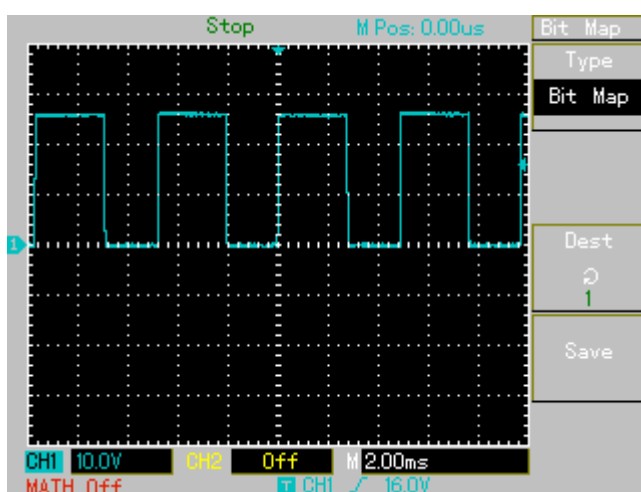 Stop M Pos: 0.00us Bit Map
Type
Bit Map
1
Dest
1
Save
CH1 10.0V CH2 Off M 2.00ms
MATH Off T CH1 16.0V